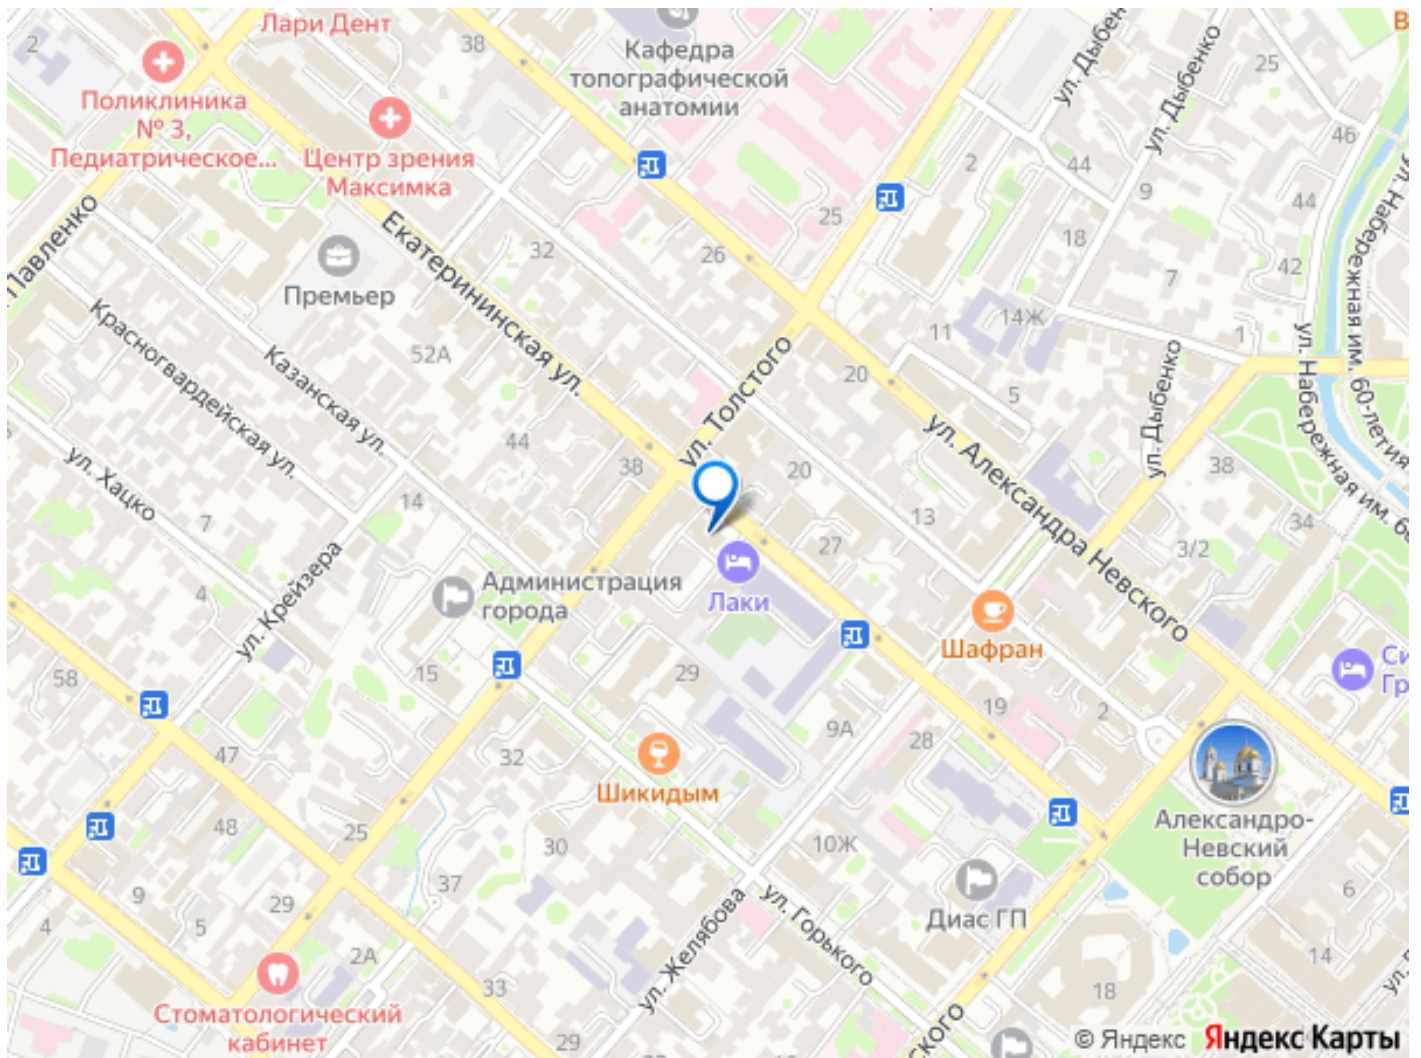 Лари Дент
2
38
Кафедра
топографической
анатомии
ул. Дыбенко
25
Поликлиника
№ 3,
Педиатрическое...
Центр зрения
Максимка
2
44
46
9
44
25
18
42
7
Павленко
Екатерининская ул.
32
26
Премьер
14Ж
11
1
52А
Красногвардейская ул.
Казанская ул.
ул. Толстого
20
5
ул. Дыбенко
ул. Дыбенко
ул. Набережная им. 60-летия
ул. Набережная им. 60
ул. Александра Невского
44
38
20
38
ул. Хацко
7
14
13
27
34
3/2
ул. Крейзера
4
Администрация
города
Лаки
Шафран
58
15
29
19
2
9А
28
47
32
Шикидым
48
25
30
10Ж
Александро-
Невский
собор
37
9
29
5
4
6
Диас ГП
ул. Желябова
ул. Горького
2А
33
14
18
Стоматологический
кабинет
29
ского
© Яндекс Яндекс Карты